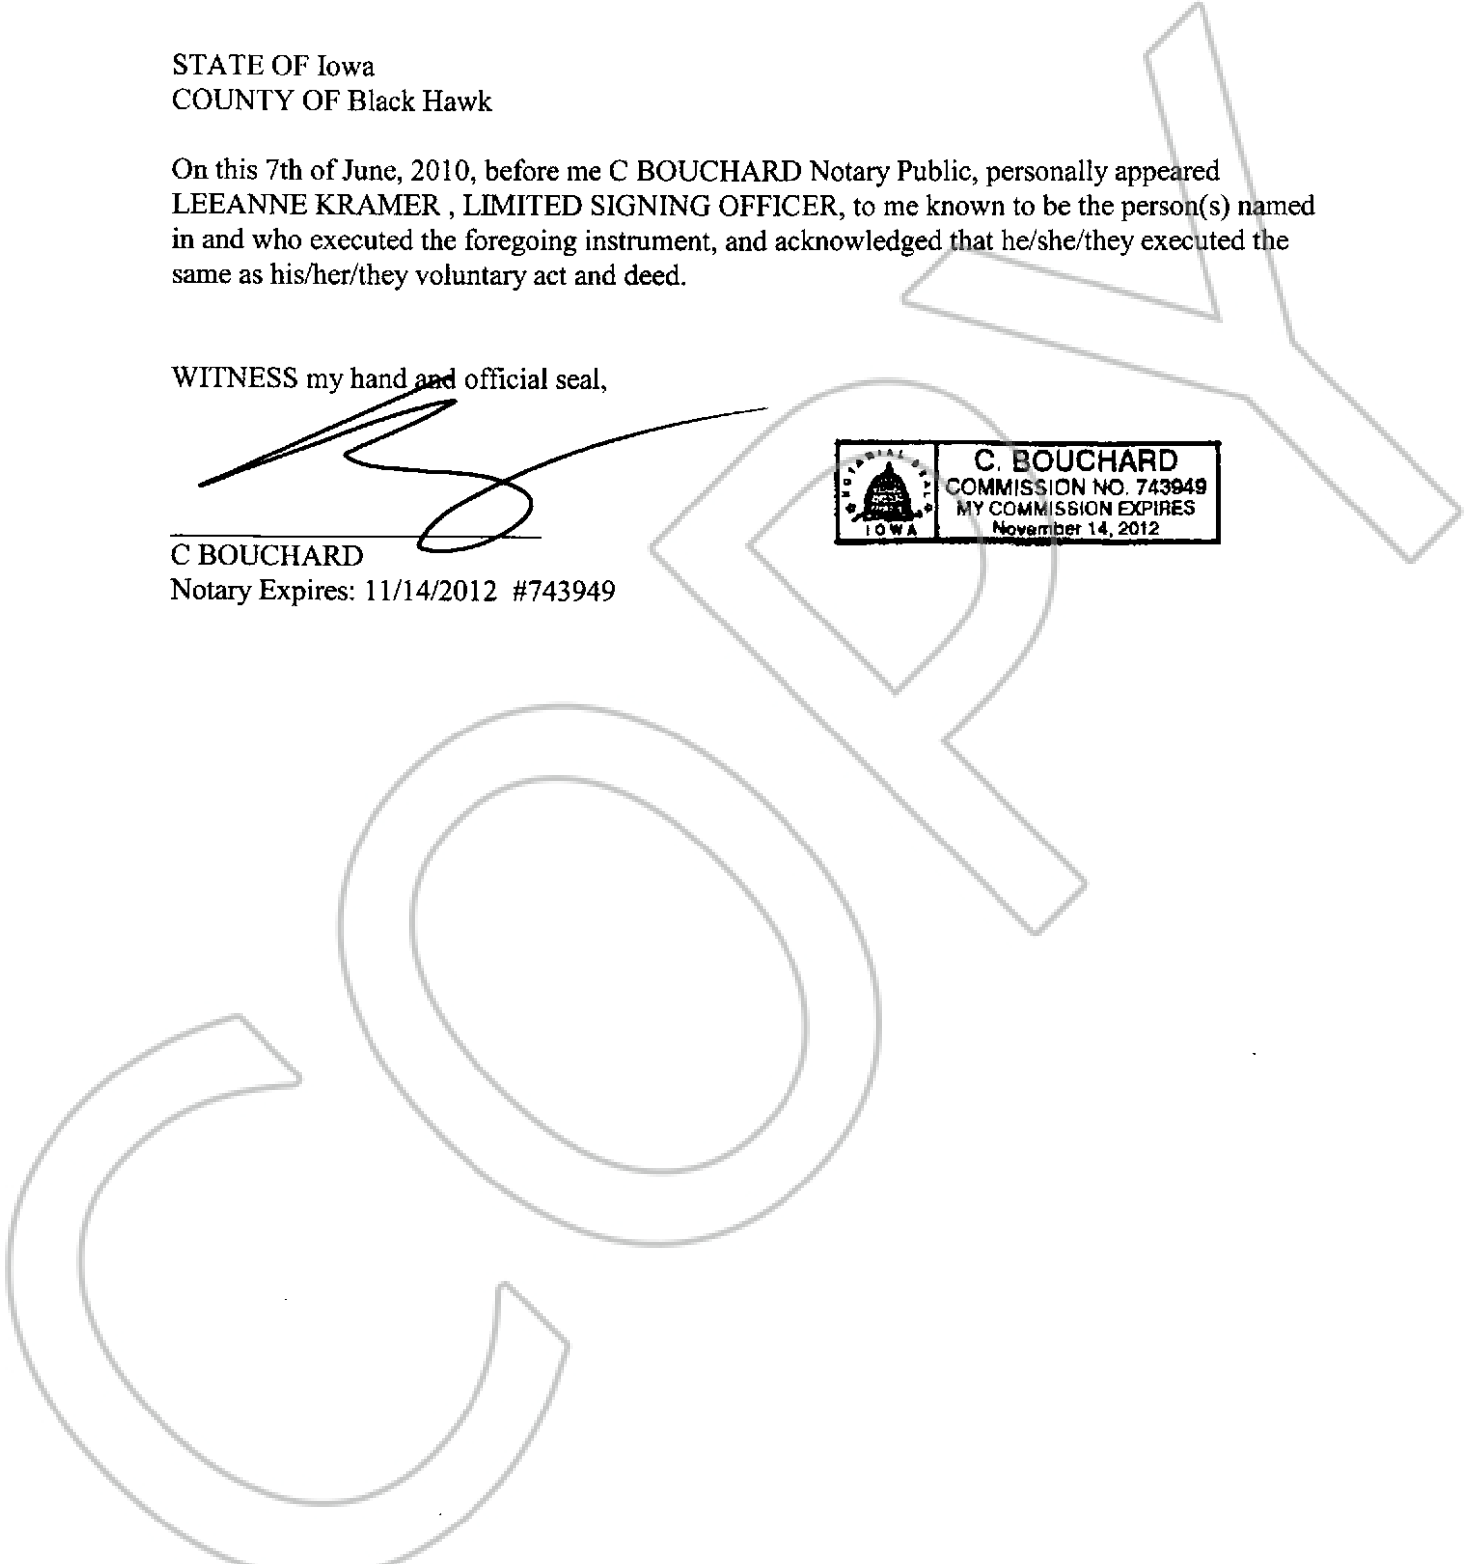 STATE OF Iowa
COUNTY OF Black Hawk
On this 7th of June, 2010, before me C BOUCHARD Notary Public, personally appeared
LEEANNE KRAMER , LIMITED SIGNING OFFICER, to me known to be the person(s) named
in and who executed the foregoing instrument, and acknowledged that he/she/they executed the
same as his/her/they voluntary act and deed.
WITNESS my hand and official seal,
NOTARIAL SEAL
IOWA
C. BOUCHARD
COMMISSION NO. 743949
MY COMMISSION EXPIRES
November 14, 2012
C BOUCHARD
Notary Expires: 11/14/2012 #743949
COPY